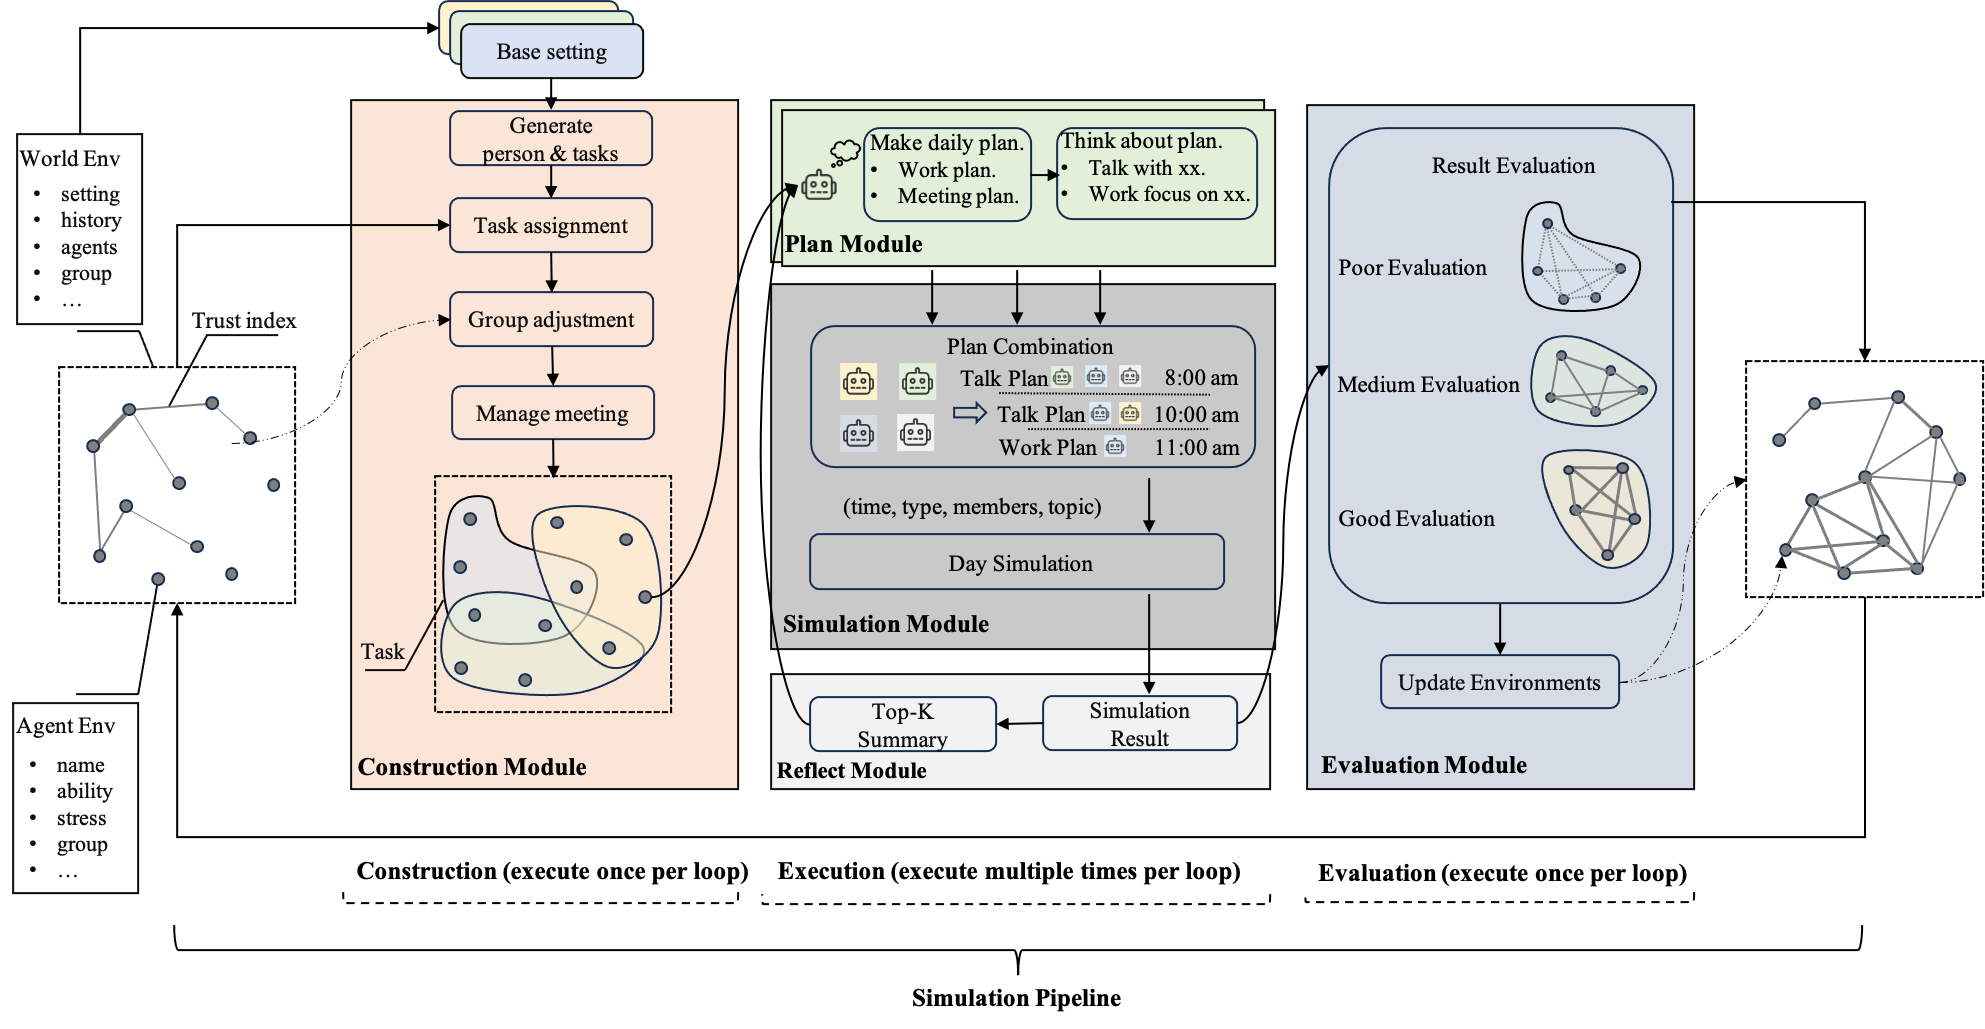 Base setting
World Env
• setting
• history
• agents
• group
• …
Trust index
Agent Env
• name
• ability
• stress
• group
• …
Generate
person & tasks
Task assignment
Group adjustment
Manage meeting
Task
Construction Module
Make daily plan.
• Work plan.
• Meeting plan.
Think about plan.
• Talk with xx.
• Work focus on xx.
Plan Module
Plan Combination
Talk Plan 8:00 am
Talk Plan 10:00 am
Work Plan 11:00 am
(time, type, members, topic)
Day Simulation
Simulation Module
Top-K
Summary
Simulation
Result
Reflect Module
Result Evaluation
Poor Evaluation
Medium Evaluation
Good Evaluation
Update Environments
Evaluation Module
Construction (execute once per loop)
Execution (execute multiple times per loop)
Evaluation (execute once per loop)
Simulation Pipeline